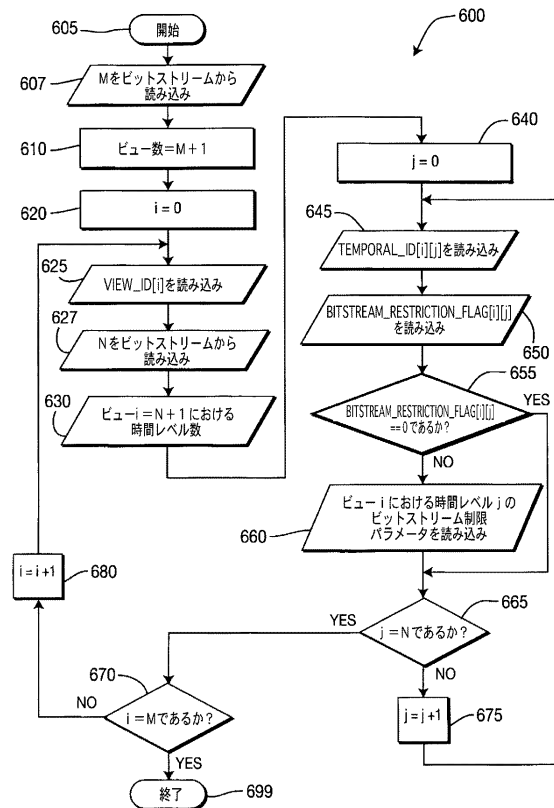 600
605
開始
607
Mをビットストリームから
読み込み
610
ビュー数=M+1
620
i=0
625
VIEW_ID[i]を読み込み
627
Nをビットストリームから
読み込み
630
ビューi=N+1における
時間レベル数
640
j=0
645
TEMPORAL_ID[i][j]を読み込み
BITSTREAM_RESTRICTION_FLAG[i][j]
を読み込み
650
655
BITSTREAM_RESTRICTION_FLAG[i][j]
==0であるか?
YES
NO
ビューiにおける時間レベルjの
ビットストリーム制限
パラメータを読み込み
660
665
j=Nであるか?
YES
NO
j=j+1
675
670
i=Mであるか?
NO
YES
i=i+1
680
終了
699